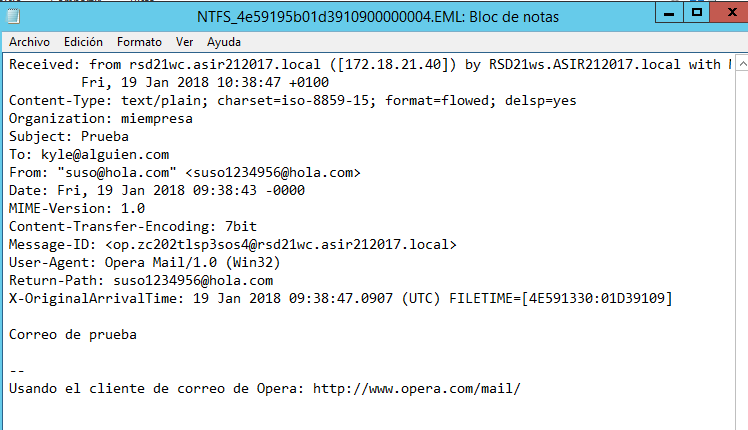 NTFS_4e59195b01d3910900000004.EML: Bloc de notas
Archivo Edición Formato Ver Ayuda
Received: from rsd21wc.asir212017.local ([172.18.21.40]) by RSD21ws.ASIR212017.local with
Fri, 19 Jan 2018 10:38:47 +0100
Content-Type: text/plain; charset=iso-8859-15; format=flowed; delsp=yes
Organization: miempresa
Subject: Prueba
To: kyle@alguien.com
From: "suso@hola.com" <suso1234956@hola.com>
Date: Fri, 19 Jan 2018 09:38:43 -0000
MIME-Version: 1.0
Content-Transfer-Encoding: 7bit
Message-ID: <op.zc202tlsp3sos4@rsd21wc.asir212017.local>
User-Agent: Opera Mail/1.0 (Win32)
Return-Path: suso1234956@hola.com
X-OriginalArrivalTime: 19 Jan 2018 09:38:47.0907 (UTC) FILETIME=[4E591330:01D39109]
Correo de prueba
--
Usando el cliente de correo de Opera: http://www.opera.com/mail/